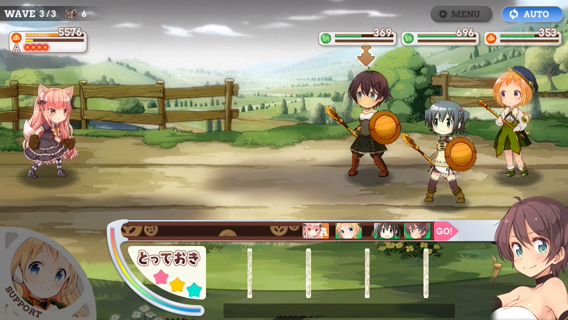 WAVE 3/3 6
MENU
AUTO
5576
A
369
696
353
GO!
とっておき
SUPPORT